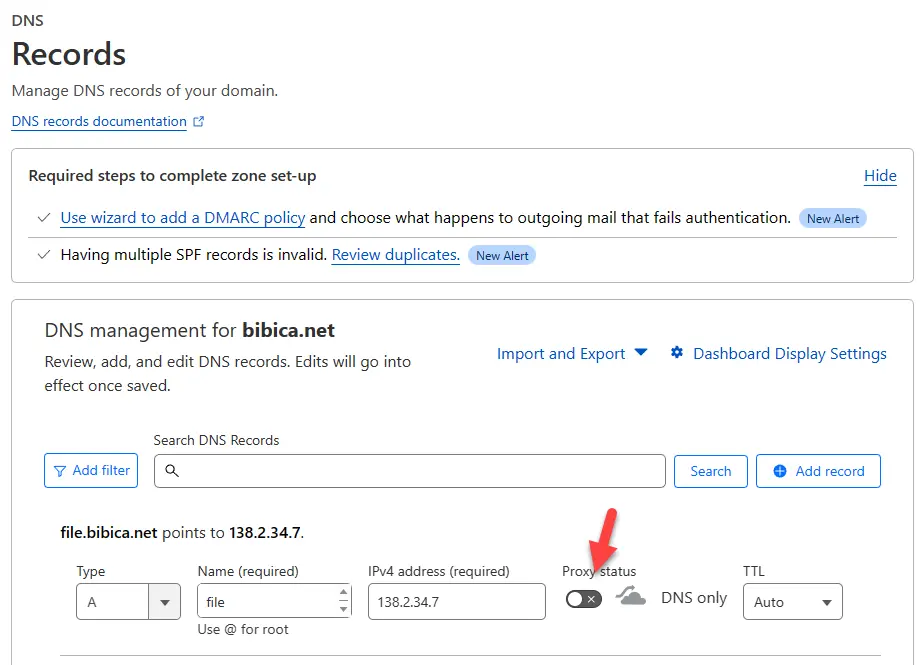 DNS
Records
Manage DNS records of your domain.
DNS records documentation
Required steps to complete zone set-up
Hide
Use wizard to add a DMARC policy and choose what happens to outgoing mail that fails authentication. New Alert
Having multiple SPF records is invalid. Review duplicates. New Alert
DNS management for bibica.net
Review, add, and edit DNS records. Edits will go into
effect once saved.
Import and Export
Dashboard Display Settings
Search DNS Records
Add filter
Search
Add record
file.bibica.net points to 138.2.34.7.
Type
Name (required)
IPv4 address (required)
Proxy status
TTL
A
file
138.2.34.7
DNS only
Auto
Use @ for root